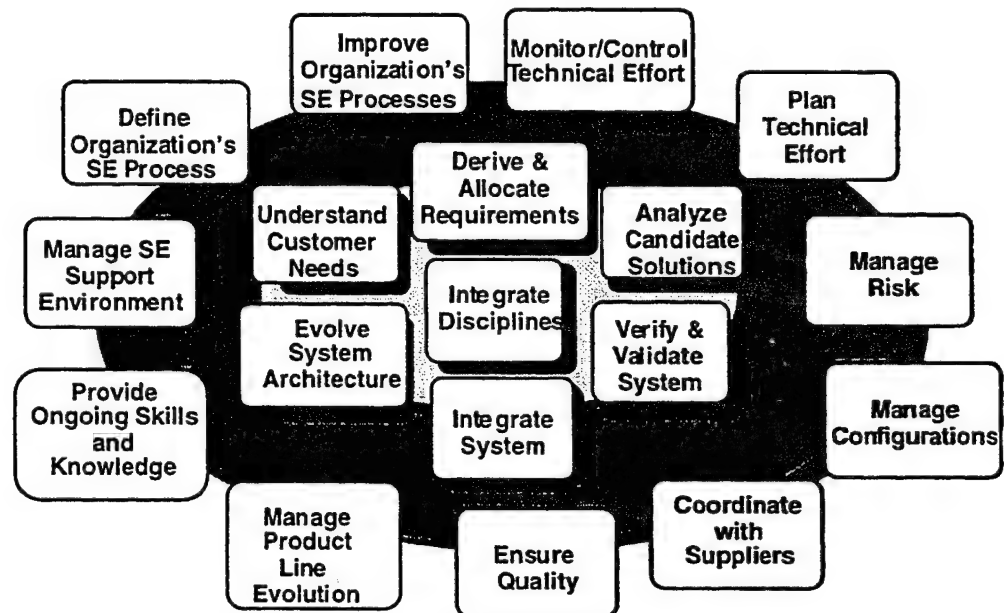 Improve
Organization's
SE Processes
Monitor/Control
Technical Effort
Define
Organization's
SE Process
Plan
Technical
Effort
Derive &
Allocate
Requirements
Understand
Customer
Needs
Analyze
Candidate
Solutions
Manage SE
Support
Environment
Manage
Risk
Integrate
Disciplines
Evolve
System
Architecture
Verify &
Validate
System
Provide
Ongoing Skills
and
Knowledge
Integrate
System
Manage
Configurations
Manage
Product
Line
Evolution
Ensure
Quality
Coordinate
with
Suppliers